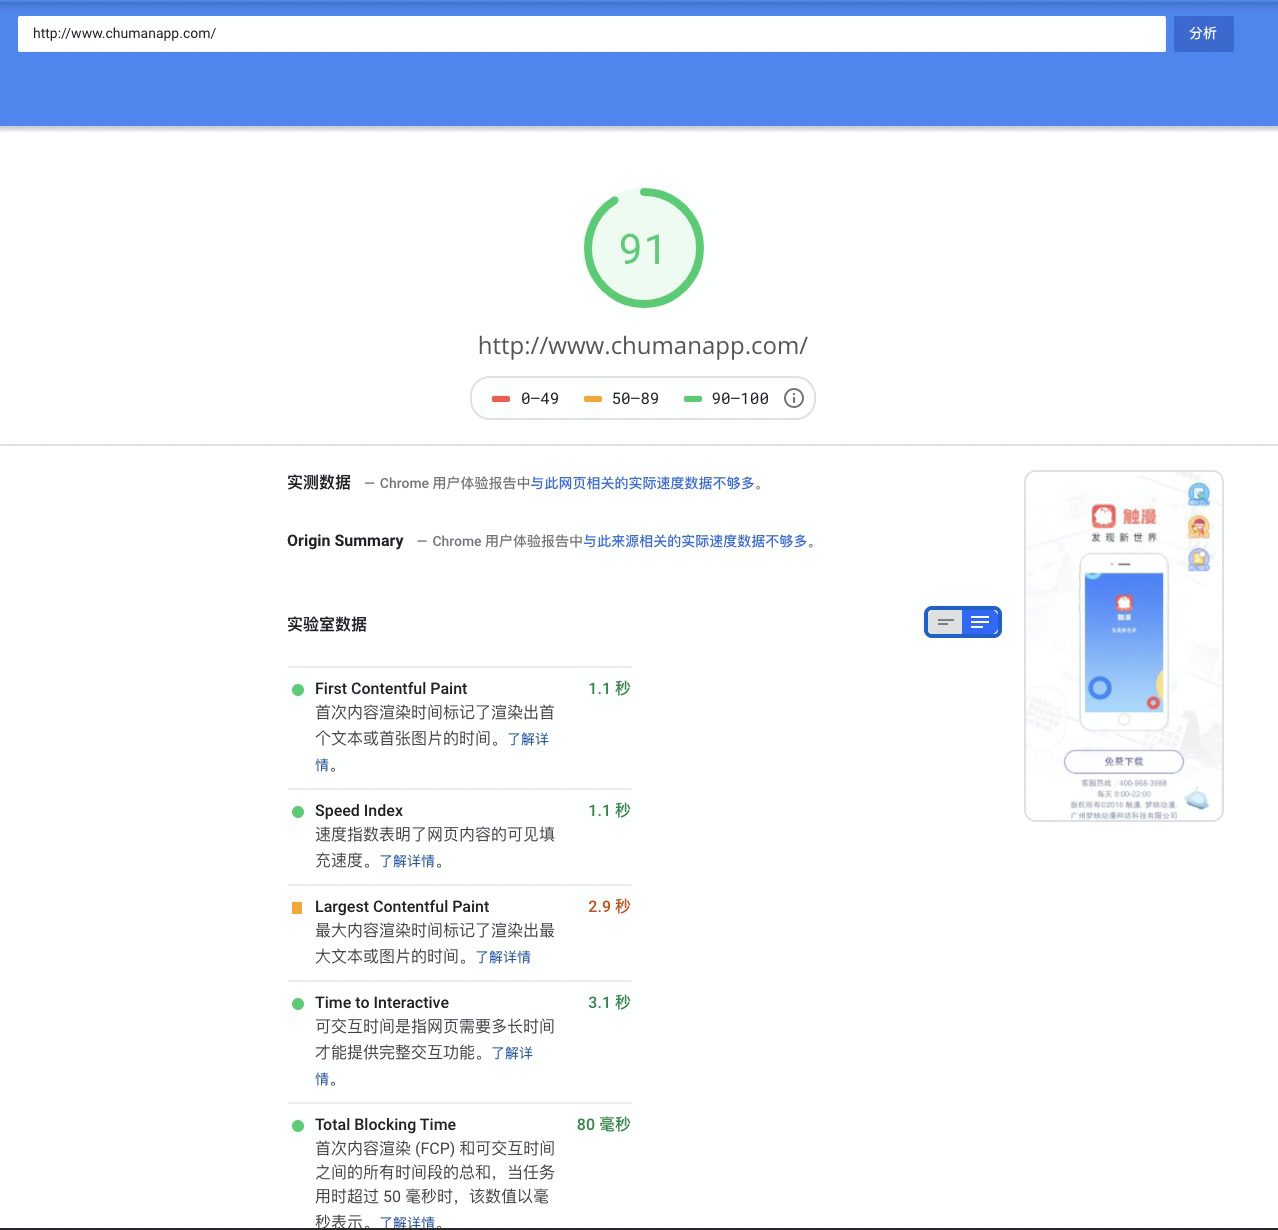 http://www.chumanapp.com/
分析
91
http://www.chumanapp.com/
0–49 50–89 90–100
实测数据 — Chrome 用户体验报告中与此网页相关的实际速度数据不够多。
Origin Summary — Chrome 用户体验报告中与此来源相关的实际速度数据不够多。
实验室数据
First Contentful Paint 1.1 秒
首次内容渲染时间标记了渲染出首
个文本或首张图片的时间。了解详
情。
Speed Index 1.1 秒
速度指数表明了网页内容的可见填
充速度。了解详情。
Largest Contentful Paint 2.9 秒
最大内容渲染时间标记了渲染出最
大文本或图片的时间。了解详情
Time to Interactive 3.1 秒
可交互时间是指网页需要多长时间
才能提供完整交互功能。了解详
情。
Total Blocking Time 80 毫秒
首次内容渲染 (FCP) 和可交互时间
之间的所有时间段的总和，当任务
用时超过 50 毫秒时，该数值以毫
秒表示。了解详情。
触漫
发现新世界
触漫
发现新世界
免费下载
客服热线：400-968-3988
每天 8:00-22:00
版权所有©2016 触漫. 梦映动漫.
广州梦映动漫网络科技有限公司